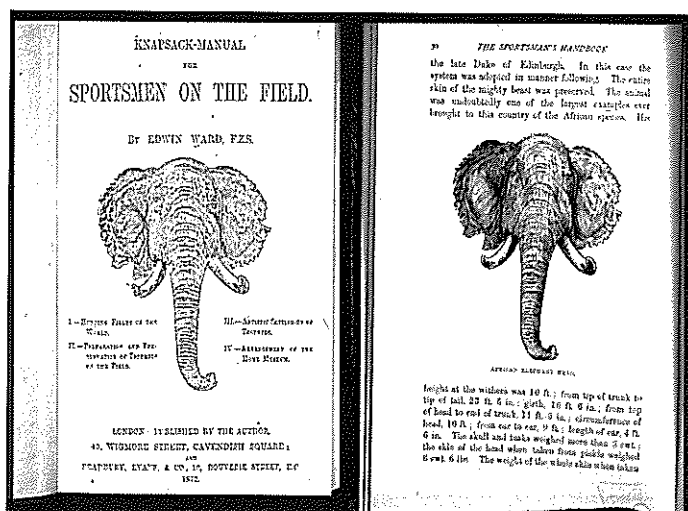 KNAPSACK-MANUAL
FOR
SPORTSMEN ON THE FIELD.
BY EDWIN WARD, F.Z.S.
I.—HUNTING FIELDS OF THE
WORLD.
II.—PREPARATION AND
OF TROPHIES
ON THE FIELD.
III.—ARTISTIC SETTING-UP OF
TROPHIES.
IV.—ARRANGEMENT OF THE
HOME MUSEUM.
LONDON: PUBLISHED BY THE AUTHOR,
49, WIGMORE STREET, CAVENDISH SQUARE;
AND
BRADBURY, EVANS, & CO., 10, BOUVERIE STREET, E.C
THE SPORTSMAN'S HANDBOOK
the late Duke of Edinburgh. In this case the
system was adopted in manner following. The entire
skin of the mighty beast was preserved. The animal
was undoubtedly one of the largest examples ever
brought to this country of the African species. His
AFRICAN ELEPHANT HEAD.
height at the withers was 10 ft.; from tip of trunk to
tip of tail, 23 ft. 6 in.; girth, 16 ft. 6 in.; from top
of head to end of trunk, 11 ft. 9 in.; circumference of
head, 10 ft.; from ear to ear, 9 ft.; length of ear, 4 ft.
6 in. The skull and tusks weighed more than 3 cwt.;
the skin of the head when taken from pickle weighed
6 cwt. 6 lbs. The weight of the whole skin when taken